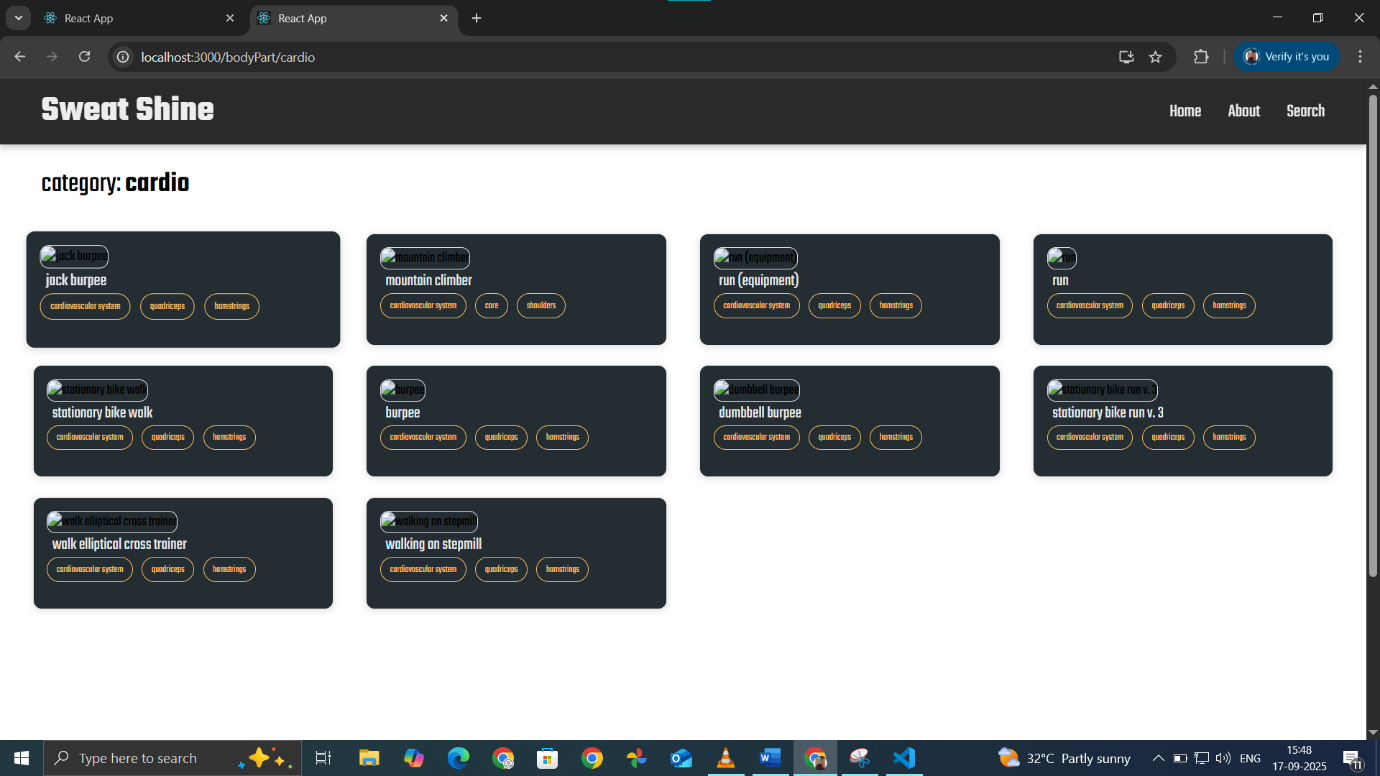 React App
React App
localhost:3000/bodyPart/cardio
Verify it's you
Sweat Shine
Home About Search
category: cardio
jack burpee
jack burpee
cardiovascular system quadriceps hamstrings
mountain climber
mountain climber
cardiovascular system core shoulders
run (equipment)
run (equipment)
cardiovascular system quadriceps hamstrings
run
run
cardiovascular system quadriceps hamstrings
stationary bike walk
stationary bike walk
cardiovascular system quadriceps hamstrings
burpee
burpee
cardiovascular system quadriceps hamstrings
dumbbell burpee
dumbbell burpee
cardiovascular system quadriceps hamstrings
stationary bike run v. 3
stationary bike run v. 3
cardiovascular system quadriceps hamstrings
walk elliptical cross trainer
walk elliptical cross trainer
cardiovascular system quadriceps hamstrings
walking on stepmill
walking on stepmill
cardiovascular system quadriceps hamstrings
Type here to search
32°C Partly sunny
ENG
15:48
17-09-2025
11